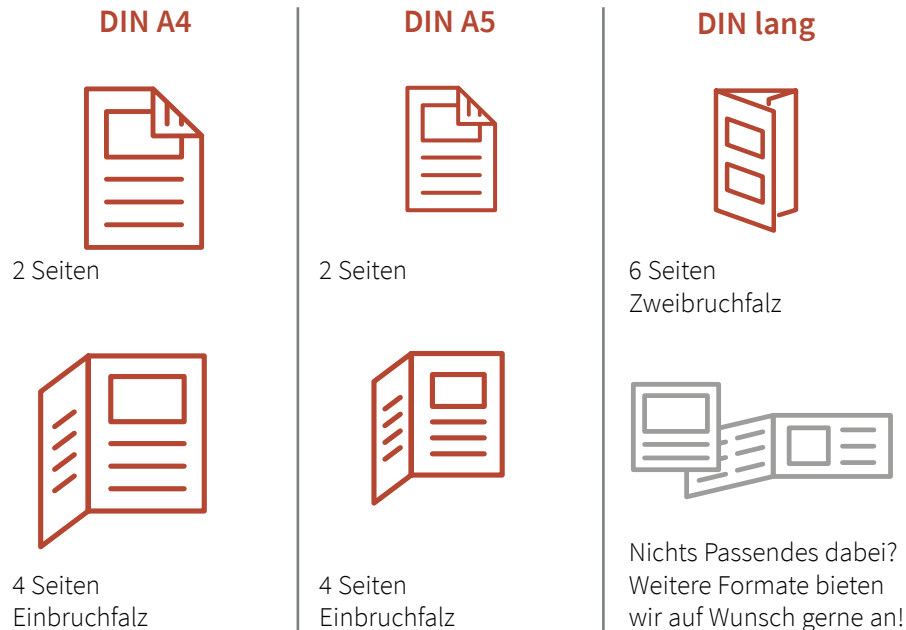 DIN A4
2 Seiten
4 Seiten
Einbruchfalz
DIN A5
2 Seiten
4 Seiten
Einbruchfalz
DIN lang
6 Seiten
Zweibruchfalz
Nichts Passendes dabei?
Weitere Formate bieten
wir auf Wunsch gerne an!